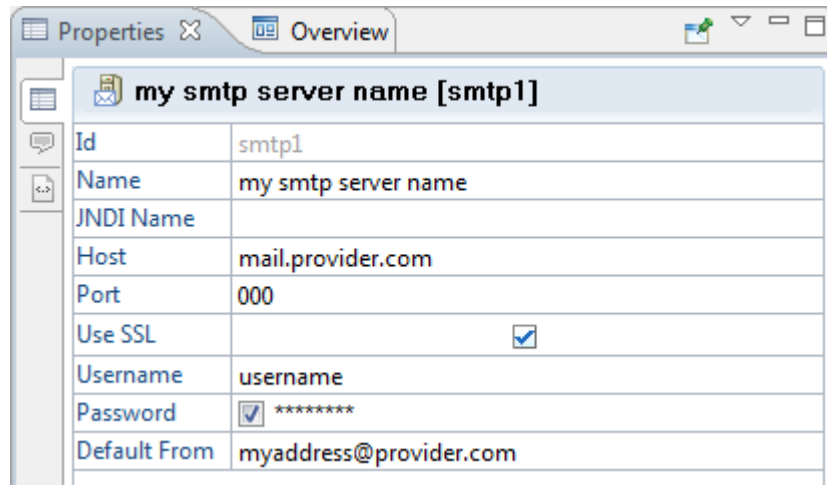 Properties Overview
my smtp server name [smtp1]
Id smtp1
Name my smtp server name
JNDI Name
Host mail.provider.com
Port 000
Use SSL
Username username
Password ********
Default From myaddress@provider.com